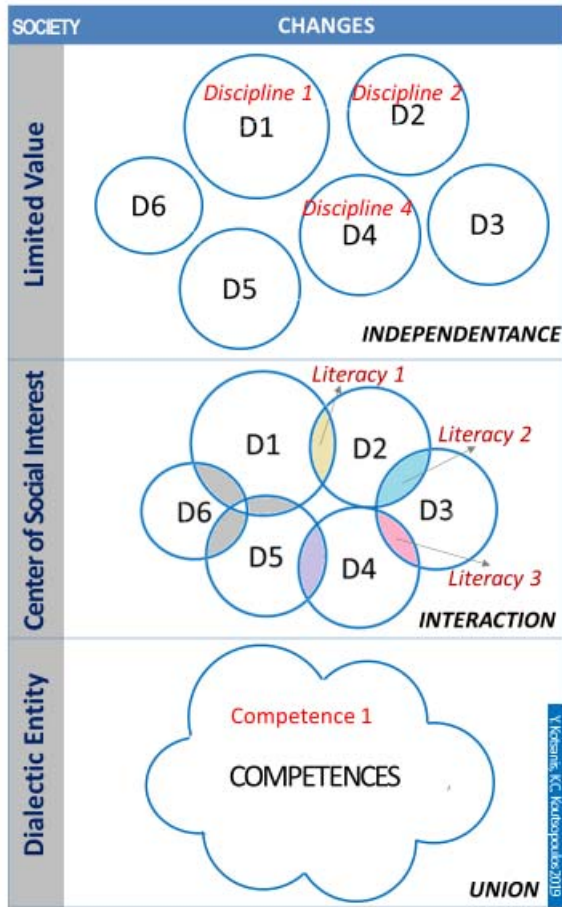 SOCIETY
CHANGES
Limited Value
Discipline 1
D1
Discipline 2
D2
D6
Discipline 4
D4
D3
D5
INDEPENDENTANCE
Center of Social Interest
Literacy 1
D1
D2
Literacy 2
D6
D3
D5
D4
Literacy 3
INTERACTION
Dialectic Entity
Competence 1
COMPETENCES
UNION
Y. Kotsanis, K.C. Koutsopoulos 2019